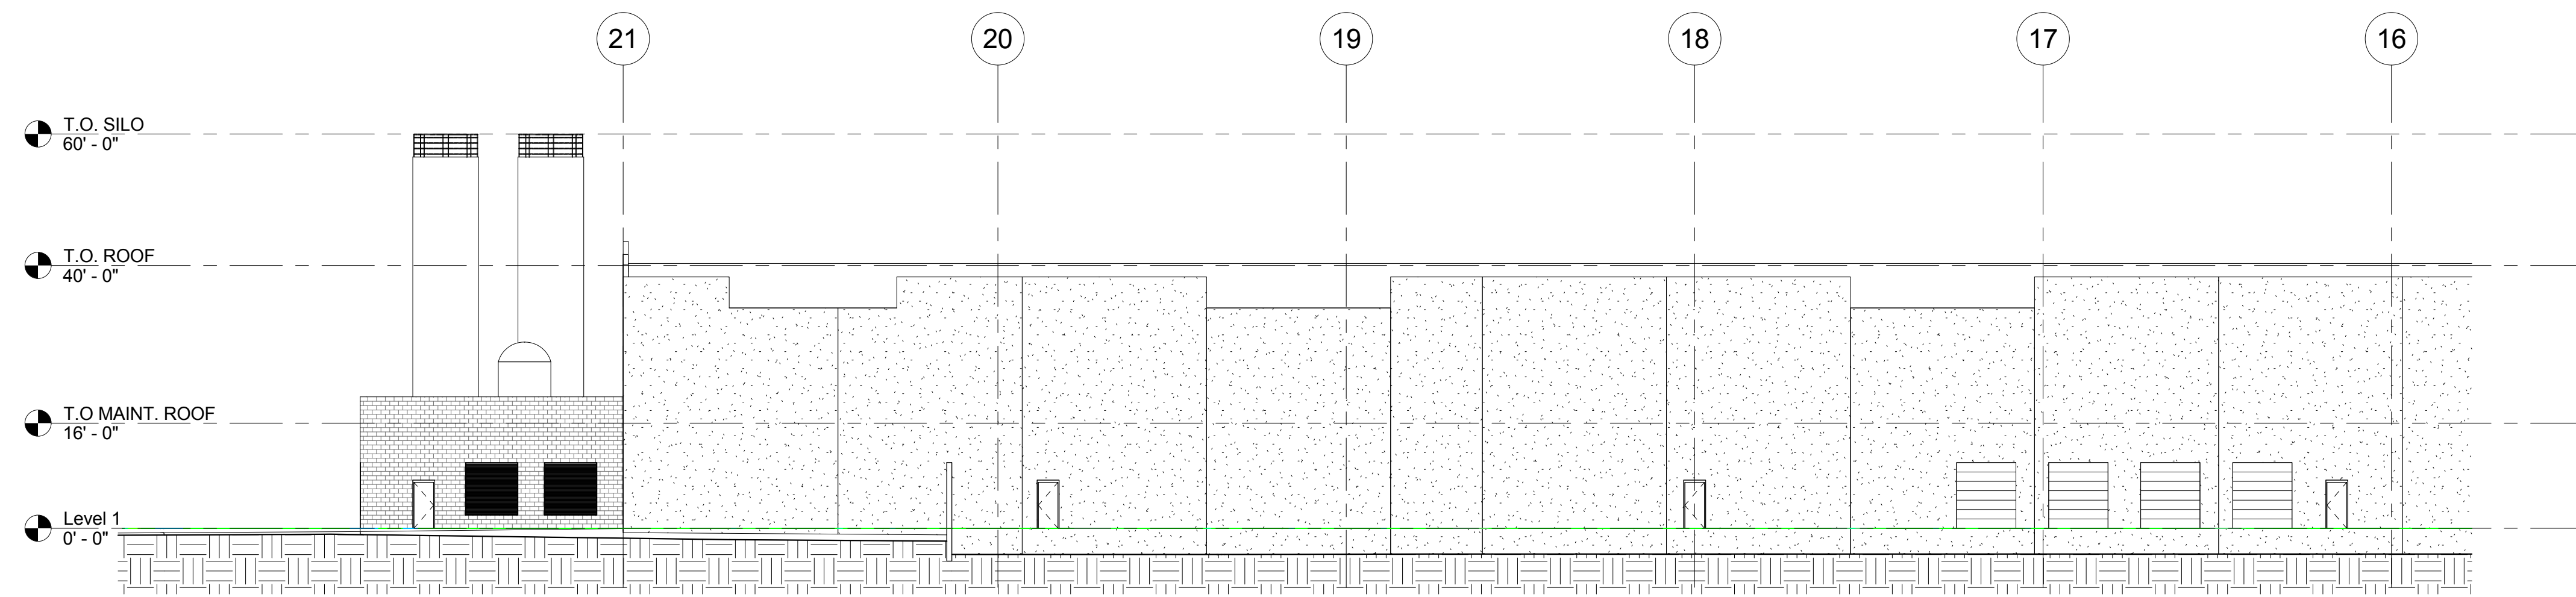 21
20
19
18
17
16
T.O. SILO
60' - 0"
T.O. ROOF
40' - 0"
T.O MAINT. ROOF
16' - 0"
Level 1
0' - 0"